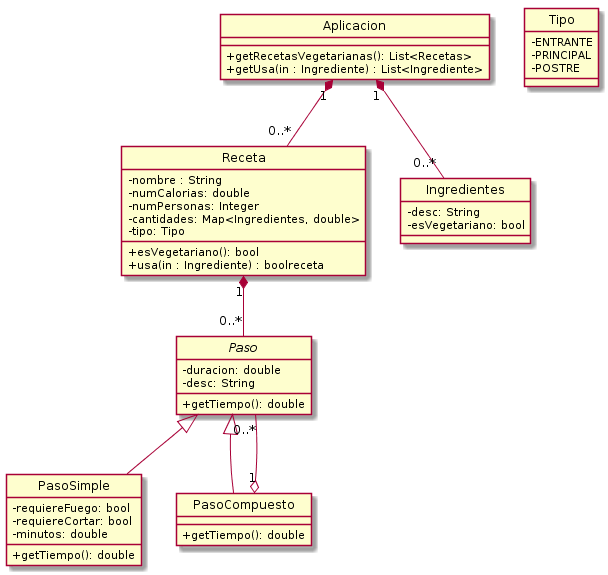 Aplicacion
+getRecetasVegetarianas(): List<Recetas>
+getUsa(in : Ingrediente) : List<Ingrediente>
Tipo
-ENTRANTE
-PRINCIPAL
-POSTRE
1
1
0..*
0..*
Receta
-nombre : String
-numCalorias: double
-numPersonas: Integer
-cantidades: Map<Ingredientes, double>
-tipo: Tipo
+esVegetariano(): bool
+usa(in : Ingrediente) : boolreceta
Ingredientes
-desc: String
-esVegetariano: bool
1
0..*
Paso
-duracion: double
-desc: String
+getTiempo(): double
0..*
1
PasoSimple
-requiereFuego: bool
-requiereCortar: bool
-minutos: double
+getTiempo(): double
PasoCompuesto
+getTiempo(): double